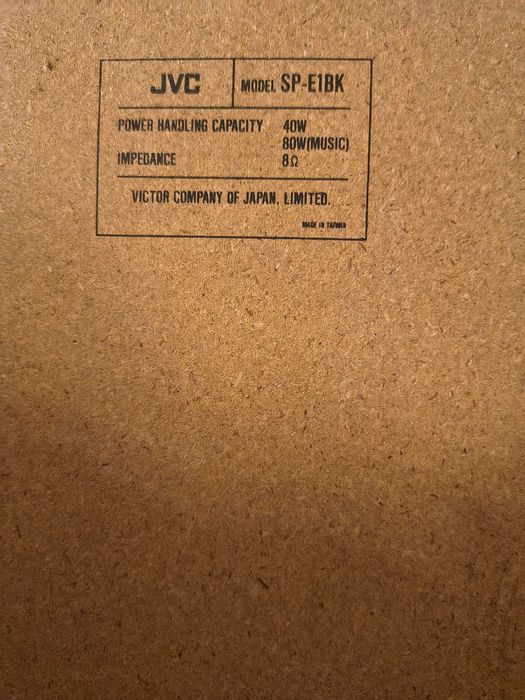 JVC MODEL SP-E1BK
POWER HANDLING CAPACITY 40W
80W(MUSIC)
IMPEDANCE 8Ω
VICTOR COMPANY OF JAPAN, LIMITED.
MADE IN TAIWAN